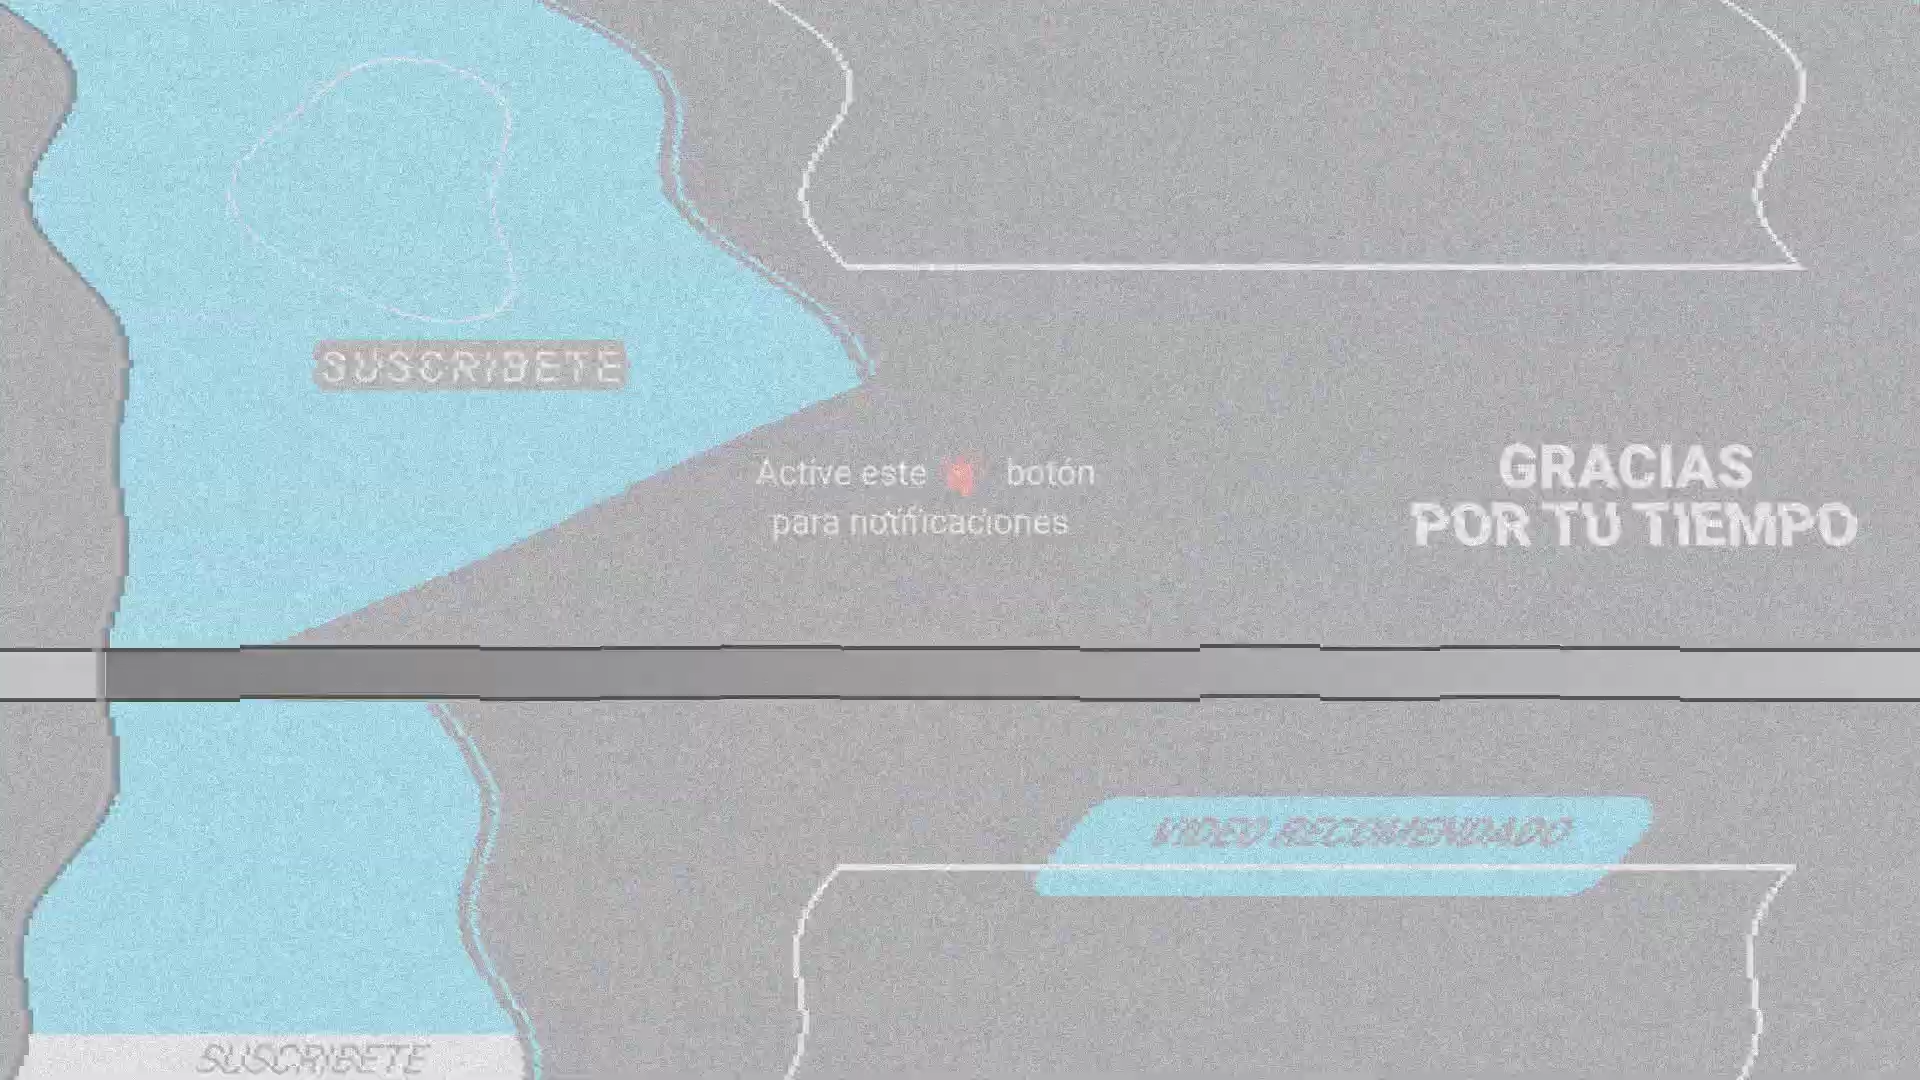 SUSCRIBETE
Active este botón
para notificaciones
GRACIAS
POR TU TIEMPO
VIDEO RECOMENDADO
SUSCRIBETE